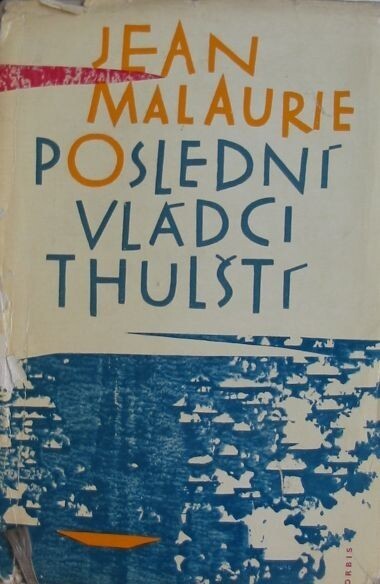 JEAN
MALAURIE
POSLEDNÍ
VLÁDCI
THULŠTÍ
ORBIS